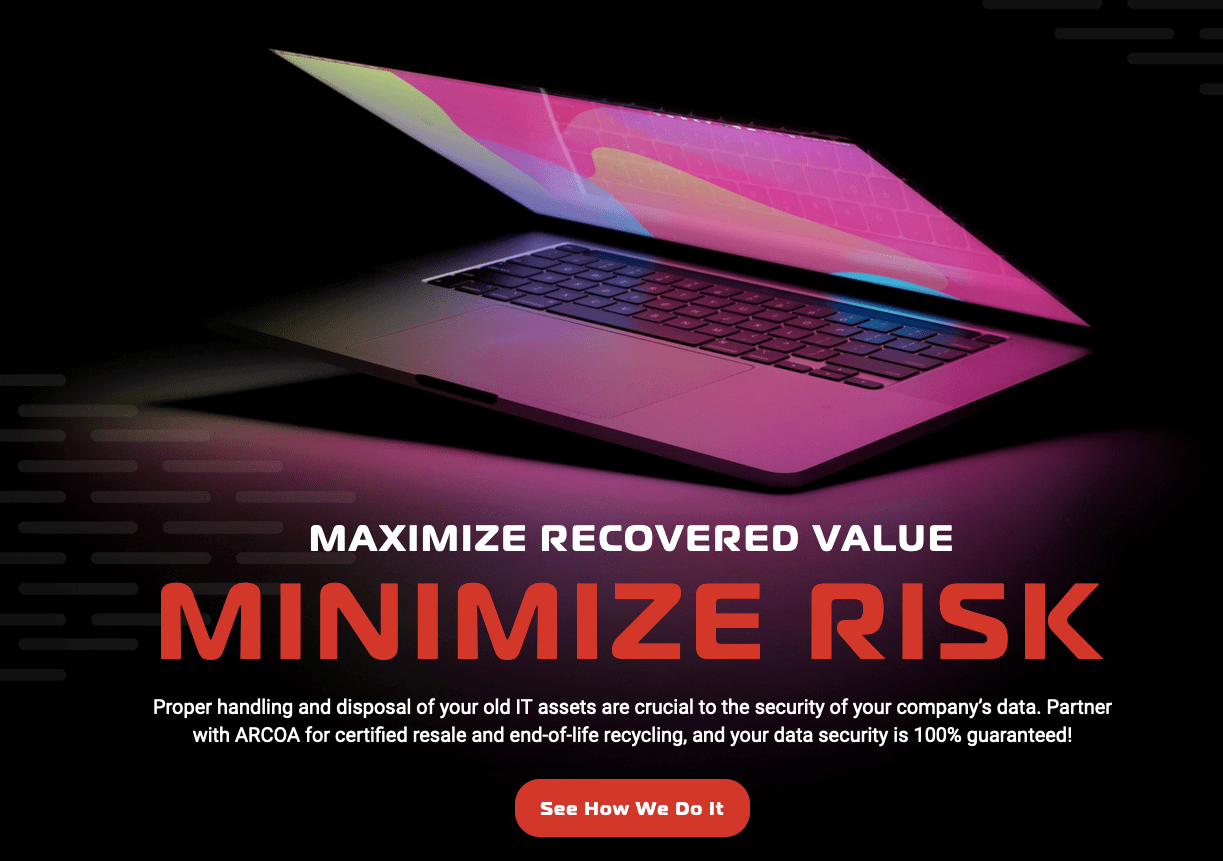 MAXIMIZE RECOVERED VALUE
MINIMIZE RISK
Proper handling and disposal of your old IT assets are crucial to the security of your company’s data. Partner
with ARCOA for certified resale and end-of-life recycling, and your data security is 100% guaranteed!
See How We Do It